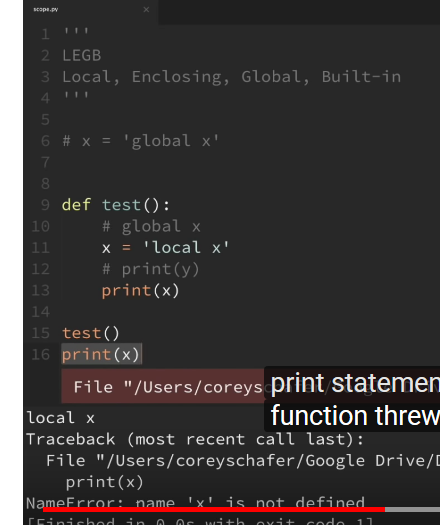 scope.py ×
1 '''
2 LEGB
3 Local, Enclosing, Global, Built-in
4 '''
5
6 # x = 'global x'
7
8
9 def test():
10 # global x
11 x = 'local x'
12 # print(y)
13 print(x)
14
15 test()
16 print(x)
File "/Users/coreys
print statemen
function threw
local x
Traceback (most recent call last):
File "/Users/coreyschafer/Google Drive/D
print(x)
NameError: name 'x' is not defined
[Finished in 0.0s with exit code 1]